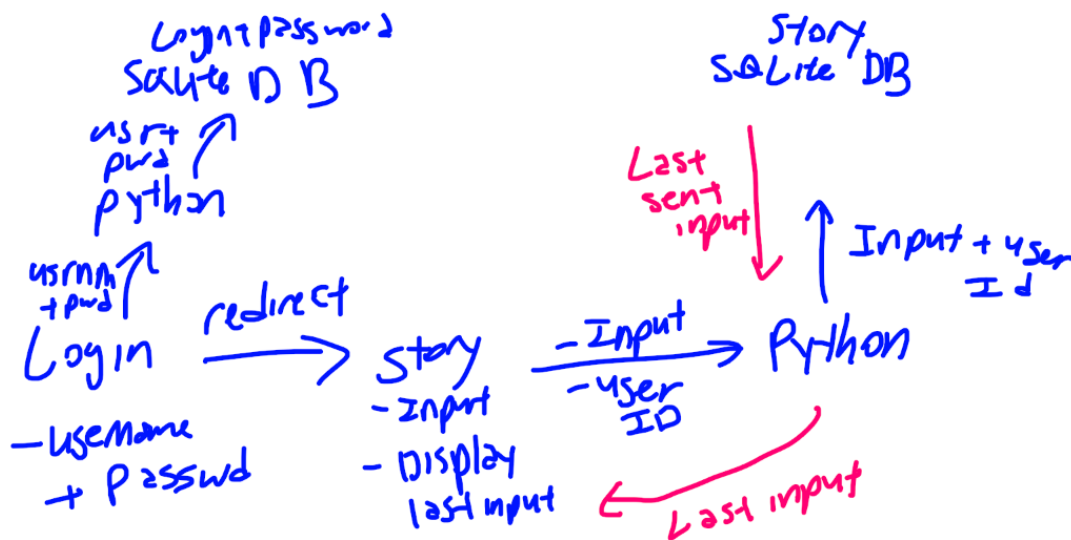 Login+password
SQLite DB
usr+
pwd
python
usrnm
+ pwd
Login
- username
+ Passwd
redirect
Story
- Input
- Display
last input
- Input
- user
ID
Python
Input + user
Id
Story
SQLite DB
Last
sent
input
Last input